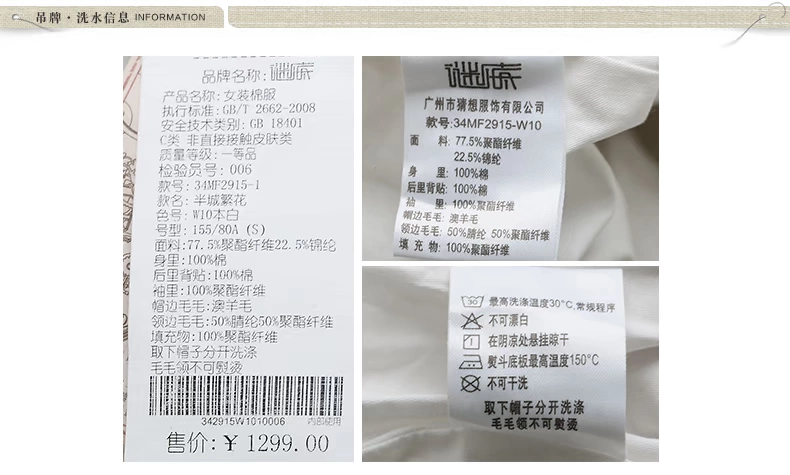 吊牌·洗水信息 INFORMATION
品牌名称:谜底
产品名称:女装棉服
执行标准:GB/T 2662-2008
安全技术类别:GB 18401
C类 非直接接触皮肤类
质量等级:一等品
检验员号:006
款号:34MF2915-1
款名:半城繁花
色号:W10本白
号型:155/80A (S)
面料:77.5%聚酯纤维22.5%锦纶
身里:100%棉
后里背贴:100%棉
袖里:100%聚酯纤维
帽边毛毛:澳羊毛
领边毛毛:50%腈纶50%聚酯纤维
填充物:100%聚酯纤维
取下帽子分开洗涤
毛毛领不可熨烫
342915W1010006 内部使用
售价:¥ 1299.00
谜底
广州市猜想服饰有限公司
款号:34MF2915-W10
面 料: 77.5%聚酯纤维
22.5%锦纶
身 里: 100%棉
后里背贴: 100%棉
袖 里: 100%聚酯纤维
帽边毛毛: 澳羊毛
领边毛毛: 50%腈纶 50%聚酯纤维
填 充 物: 100%聚酯纤维
30 最高洗涤温度30°C,常规程序
不可漂白
在阴凉处悬挂晾干
熨斗底板最高温度150°C
不可干洗
取下帽子分开洗涤
毛毛领不可熨烫